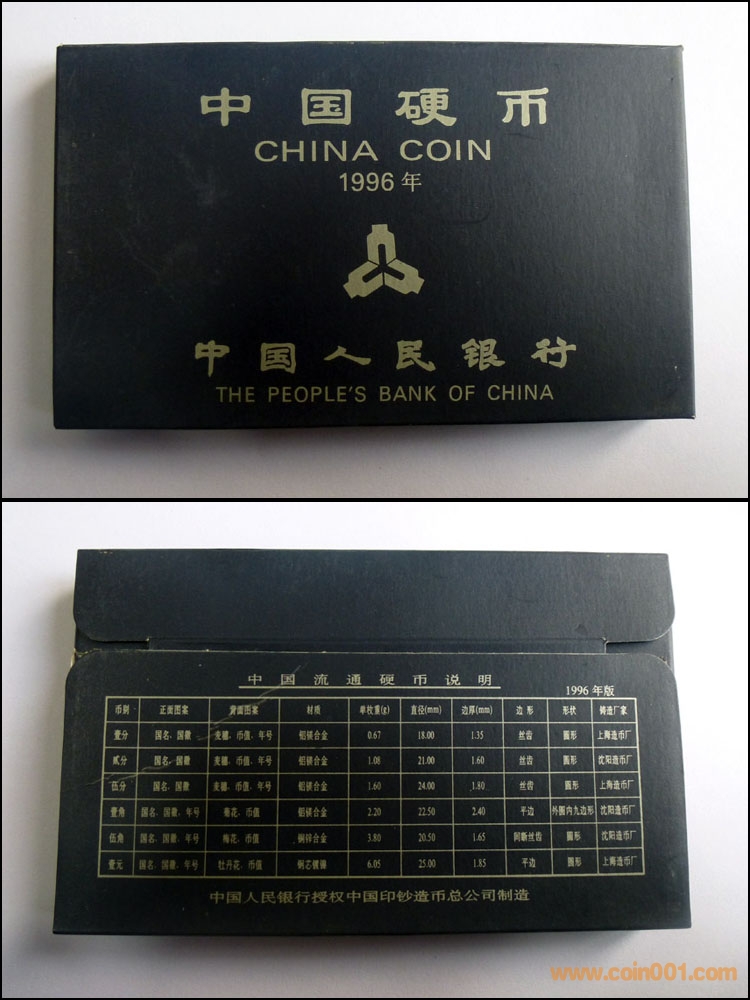 中国硬币
CHINA COIN
1996年
中国人民银行
THE PEOPLE'S BANK OF CHINA
中国流通硬币说明
1996年版
币别 正面图案 背面图案 材质 单枚重(g) 直径(mm) 边厚(mm) 边形 形状 铸造厂家
壹分 国名、国徽 麦穗、币值、年号 铝镁合金 0.67 18.00 1.35 丝齿 圆形 上海造币厂
贰分 国名、国徽 麦穗、币值、年号 铝镁合金 1.08 21.00 1.60 丝齿 圆形 沈阳造币厂
伍分 国名、国徽 麦穗、币值、年号 铝镁合金 1.60 24.00 1.80 丝齿 圆形 上海造币厂
壹角 国名、国徽、年号 菊花、币值 铝镁合金 2.20 22.50 2.40 平边 外圆内九边形 沈阳造币厂
伍角 国名、国徽、年号 梅花、币值 铜锌合金 3.80 20.50 1.65 间断丝齿 圆形 沈阳造币厂
壹元 国名、国徽、年号 牡丹花、币值 钢芯镀镍 6.05 25.00 1.85 平边 圆形 上海造币厂
中国人民银行授权中国印钞造币总公司制造
www.coin001.com